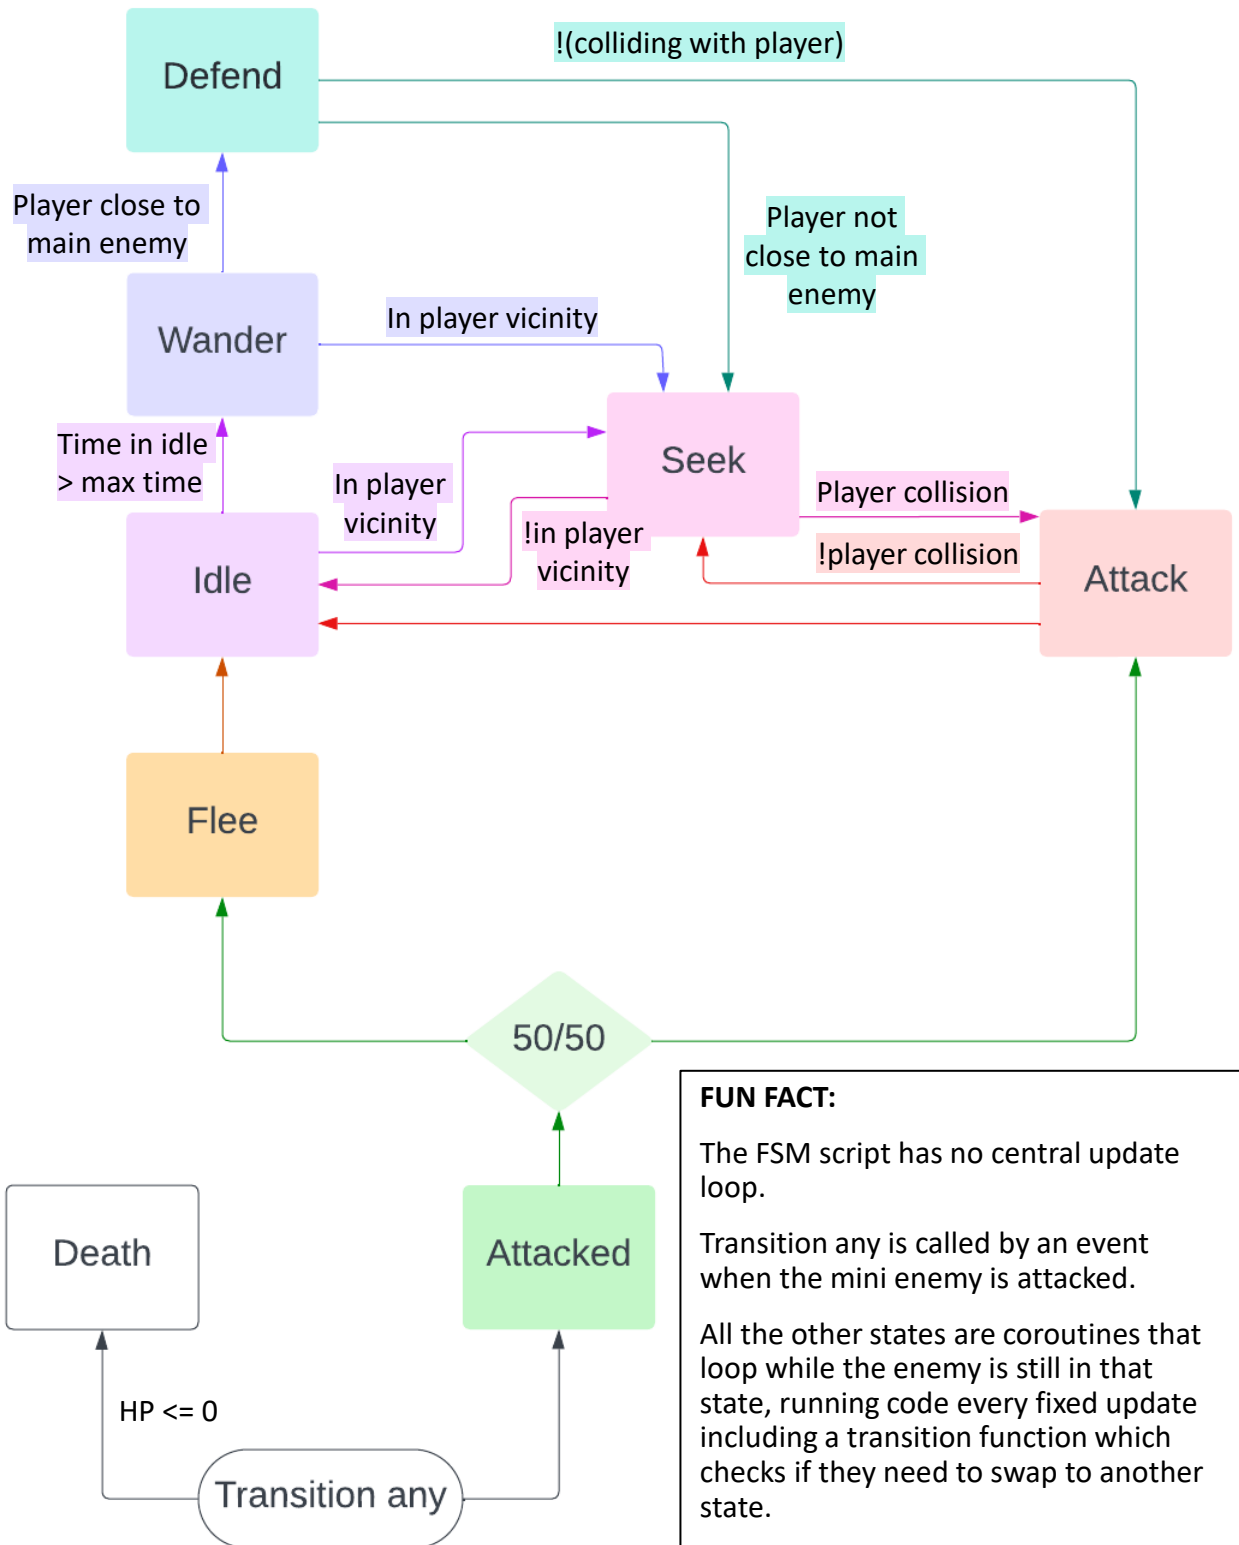 !(colliding with player)
Defend
Player close to
main enemy
Player not
close to main
enemy
In player vicinity
Wander
Time in idle
> max time
Seek
In player
vicinity
Player collision
!in player
vicinity
!player collision
Idle
Attack
Flee
50/50
FUN FACT:
The FSM script has no central update
loop.
Transition any is called by an event
when the mini enemy is attacked.
All the other states are coroutines that
loop while the enemy is still in that
state, running code every fixed update
including a transition function which
checks if they need to swap to another
state.
Death
Attacked
HP <= 0
Transition any